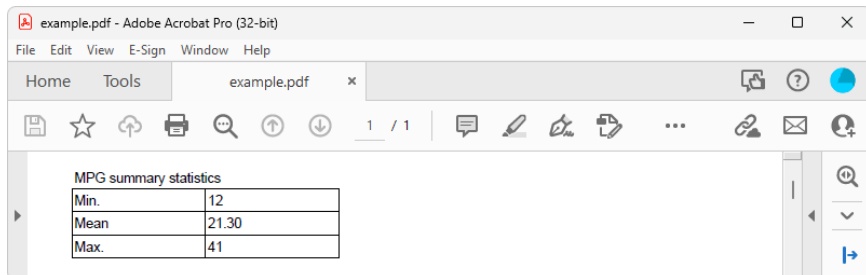 example.pdf - Adobe Acrobat Pro (32-bit)
File Edit View E-Sign Window Help
Home Tools example.pdf ×
1 / 1
MPG summary statistics
Min. 12
Mean 21.30
Max. 41